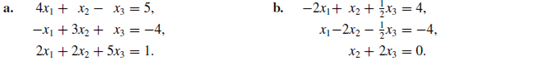 a. 4x₁ + x₂ − x₃ = 5,
−x₁ + 3x₂ + x₃ = −4,
2x₁ + 2x₂ + 5x₃ = 1.
b. −2x₁ + x₂ + ½x₃ = 4,
x₁ − 2x₂ − ½x₃ = −4,
x₂ + 2x₃ = 0.